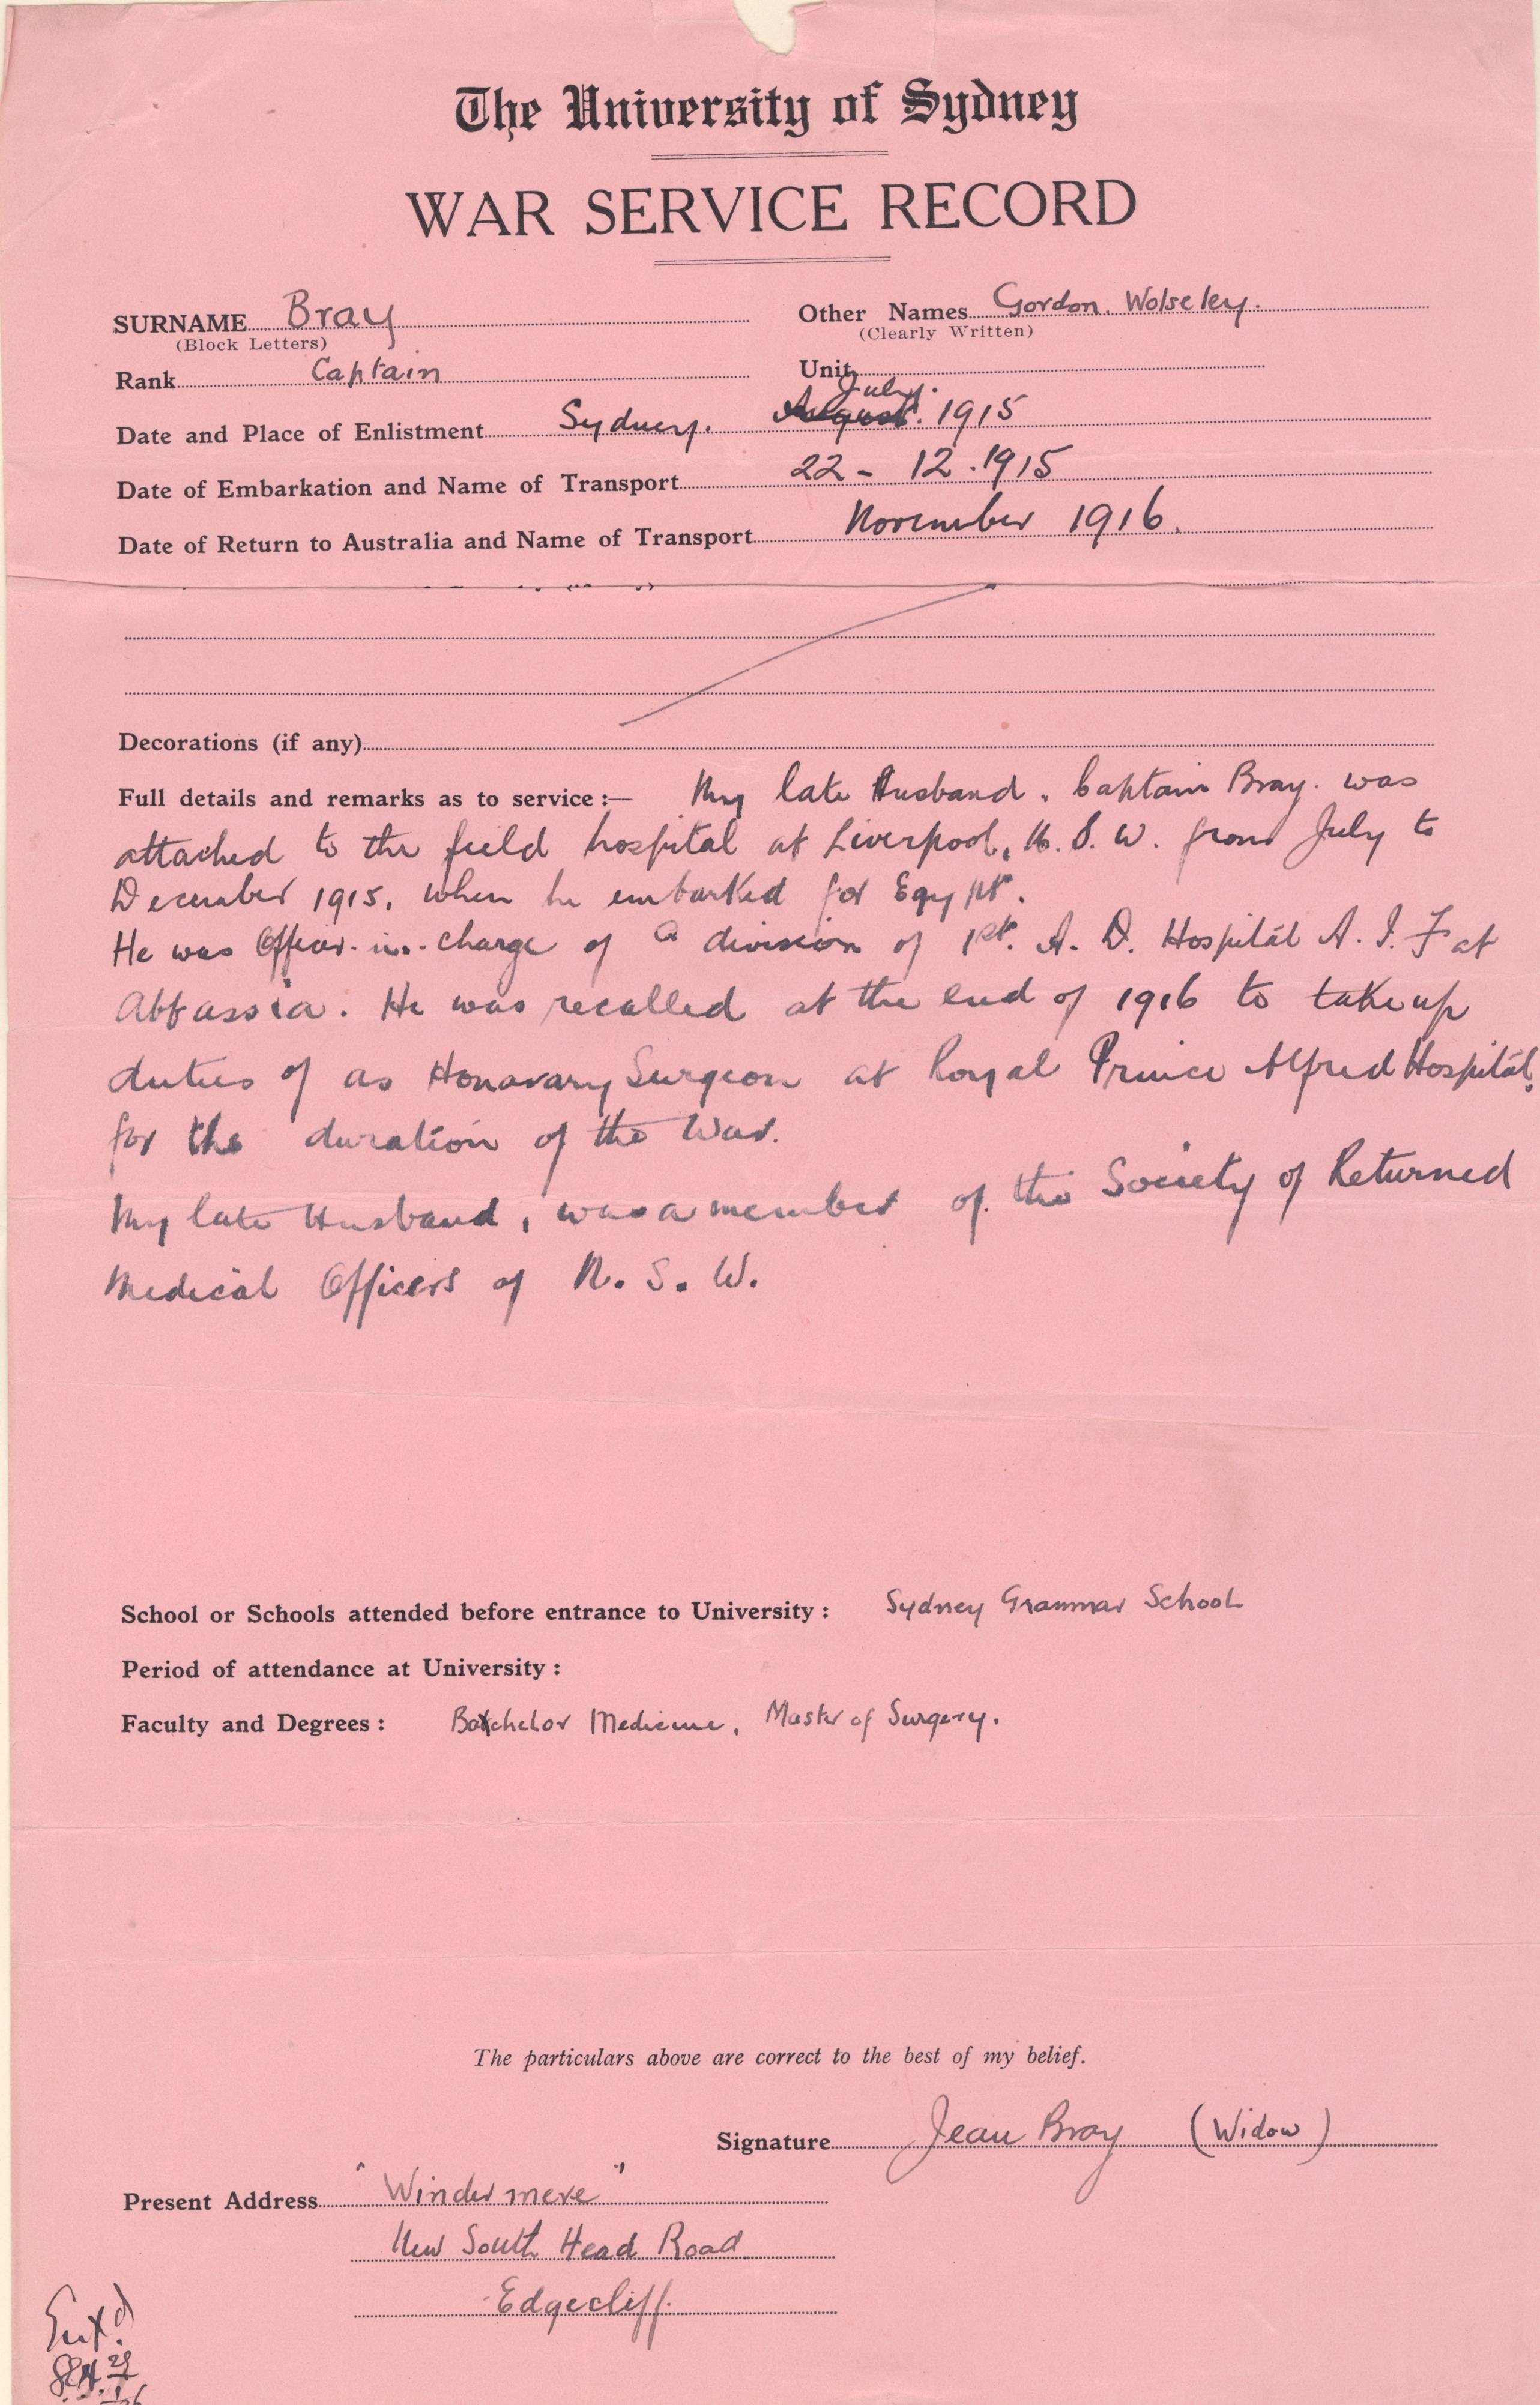 The University of Sydney
WAR SERVICE RECORD
SURNAME Bray Other Names Gordon. Wolseley.
(Block Letters) (Clearly Written)
Rank Captain Unit
July.
Date and Place of Enlistment Sydney. August. 1915
Date of Embarkation and Name of Transport 22 - 12 . 1915
Date of Return to Australia and Name of Transport November 1916.
Decorations (if any)
Full details and remarks as to service :— My late Husband. Captain Bray. was
attached to the field hospital at Liverpool, N. S. W. from July to
December 1915, when he embarked for Egypt.
He was Officer-in-charge of a division of 1st. A. D. Hospital A. I. F at
Abbassia. He was recalled at the end of 1916 to take up
duties of as Honarary Surgeon at Royal Prince Alfred Hospital,
for the duration of the War.
My late Husband, was a member of the Society of Returned
Medical Officers of N. S. W.
School or Schools attended before entrance to University : Sydney Grammar School
Period of attendance at University :
Faculty and Degrees : Batchelor Medicine, Master of Surgery.
The particulars above are correct to the best of my belief.
Signature Jean Bray (Widow)
Present Address "Windermere"
New South Head Road
Edgecliff.
Entd.
29